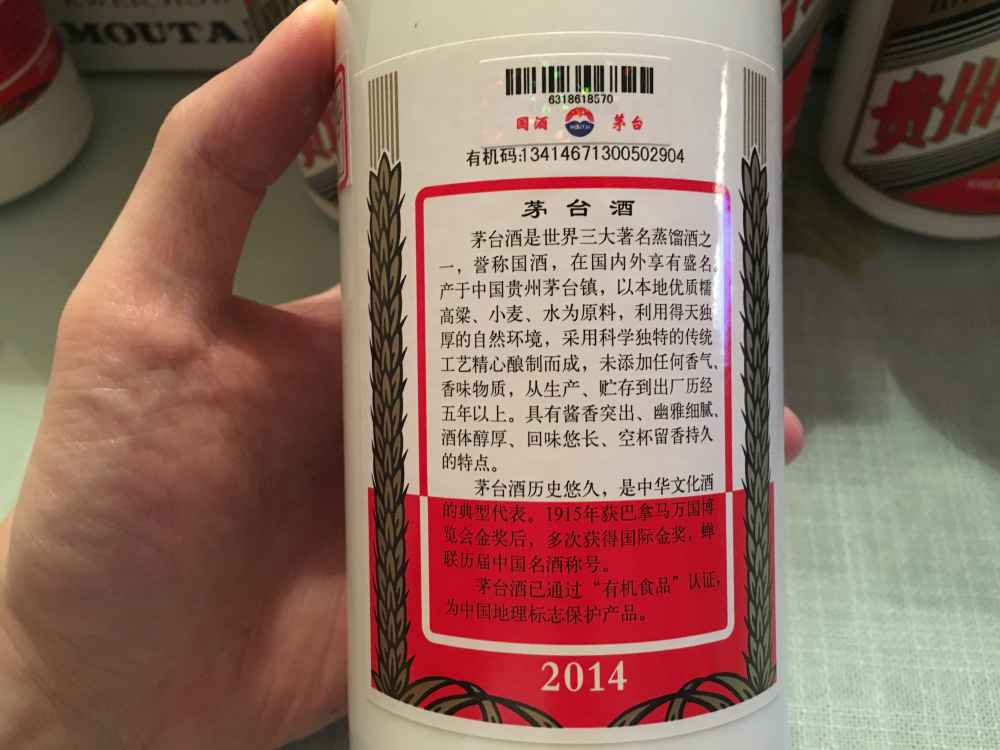 MOUTA
6318618570
国酒 茅台
有机码:13414671300502904
茅台酒
茅台酒是世界三大著名蒸馏酒之
一，誉称国酒，在国内外享有盛名。
产于中国贵州茅台镇，以本地优质糯
高粱、小麦、水为原料，利用得天独
厚的自然环境，采用科学独特的传统
工艺精心酿制而成，未添加任何香气、
香味物质，从生产、贮存到出厂历经
五年以上。具有酱香突出、幽雅细腻、
酒体醇厚、回味悠长、空杯留香持久
的特点。
茅台酒历史悠久，是中华文化酒
的典型代表。1915年获巴拿马万国博
览会金奖后，多次获得国际金奖，蝉
联历届中国名酒称号。
茅台酒已通过“有机食品”认证，
为中国地理标志保护产品。
2014
贵州